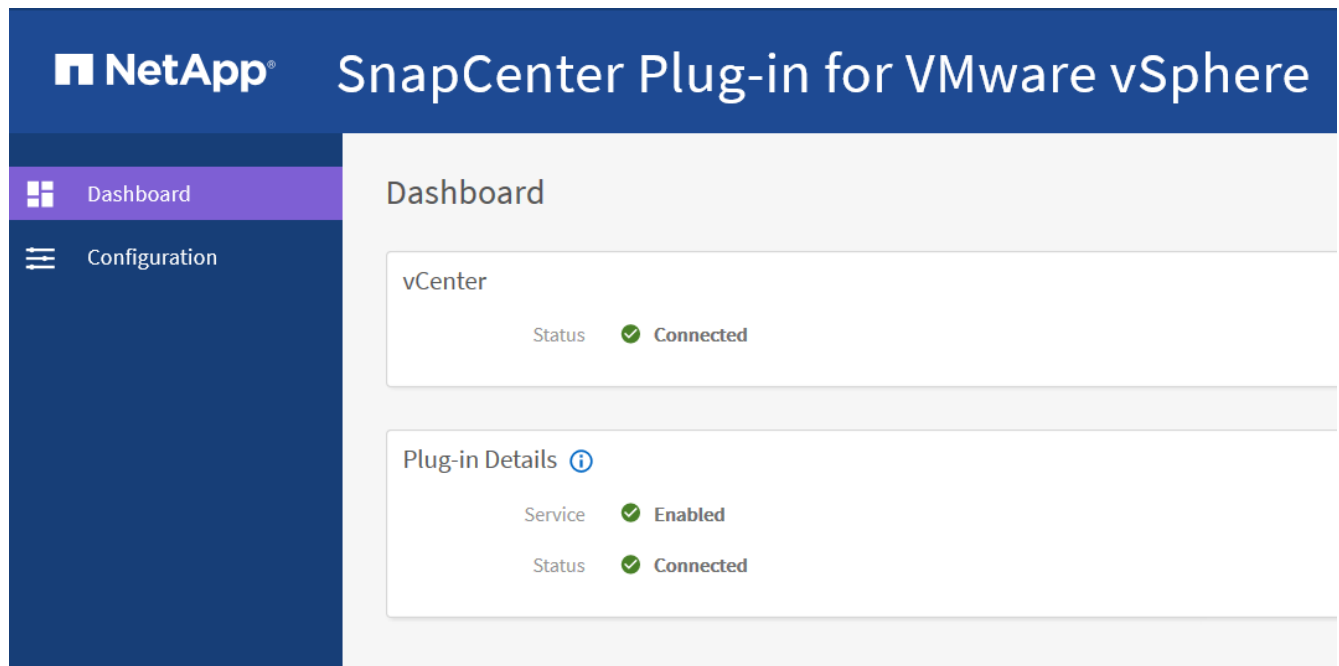 NetApp® SnapCenter Plug-in for VMware vSphere
Dashboard
Configuration
Dashboard
vCenter
Status Connected
Plug-in Details
Service Enabled
Status Connected